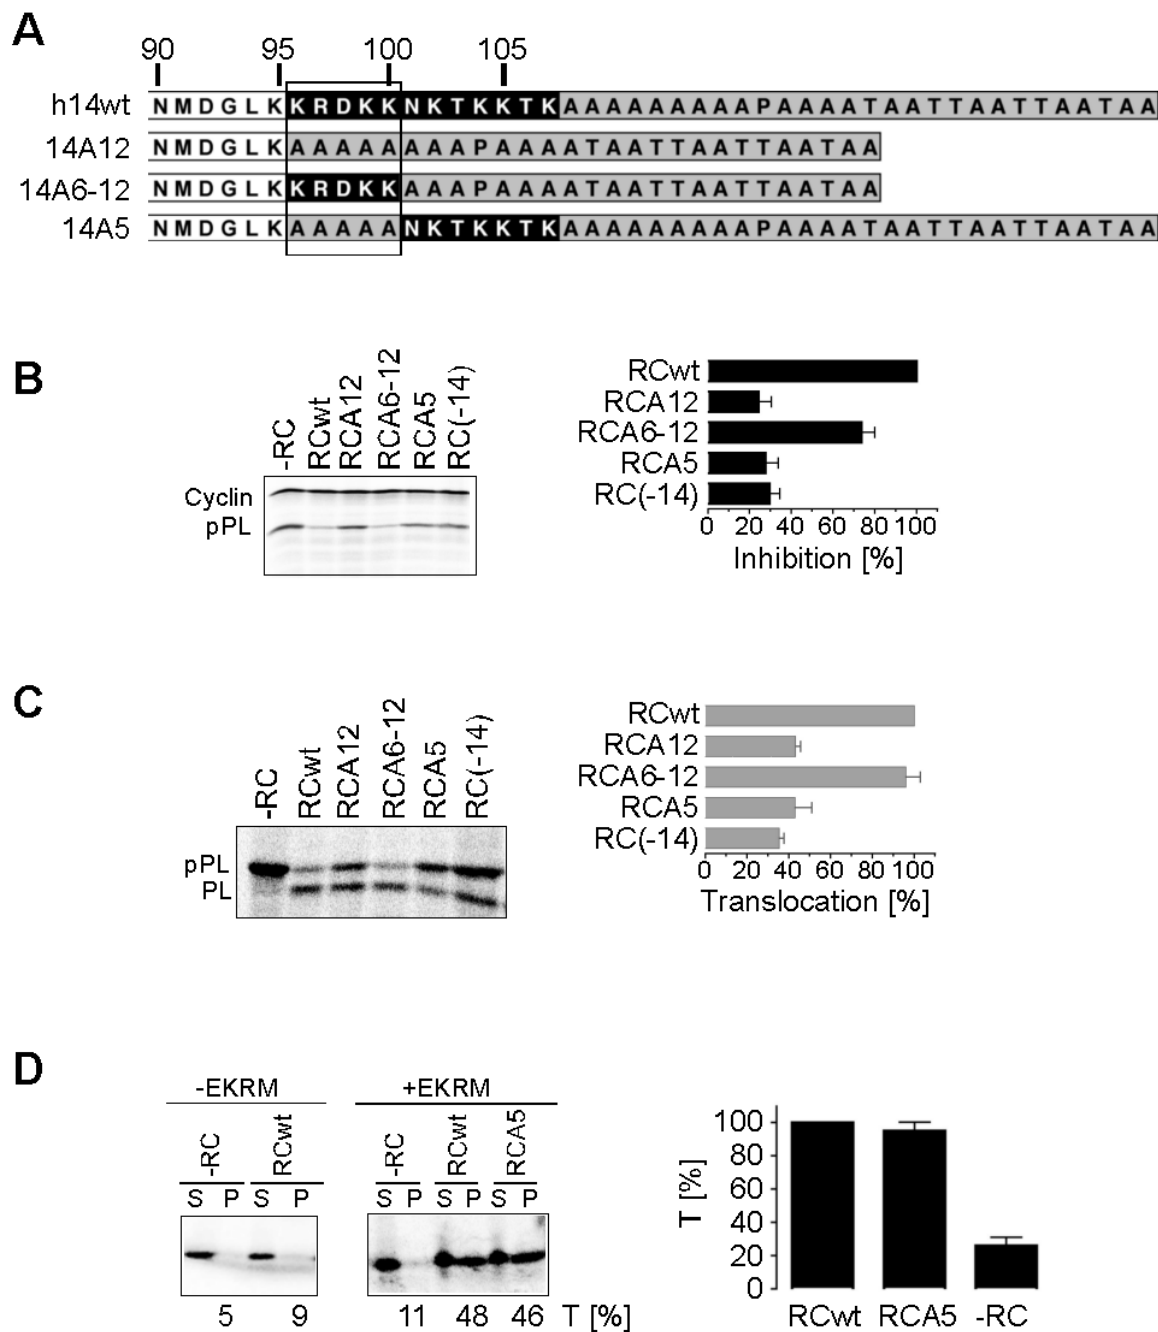 A
90 95 100 105
h14wt N M D G L K K R D K K N K T K K T K A A A A A A A A A P A A A A T A A T T A A T T A A T A A
14A12 N M D G L K A A A A A A A A P A A A A T A A T T A A T T A A T A A
14A6-12 N M D G L K K R D K K A A A P A A A A T A A T T A A T T A A T A A
14A5 N M D G L K A A A A A N K T K K T K A A A A A A A A A P A A A A T A A T T A A T T A A T A A
B
-RC RCwt RCA12 RCA6-12 RCA5 RC(-14)
Cyclin
pPL
RCwt
RCA12
RCA6-12
RCA5
RC(-14)
0 20 40 60 80 100
Inhibition [%]
C
-RC RCwt RCA12 RCA6-12 RCA5 RC(-14)
pPL
PL
RCwt
RCA12
RCA6-12
RCA5
RC(-14)
0 20 40 60 80 100
Translocation [%]
D
-EKRM +EKRM
-RC RCwt -RC RCwt RCA5
S P S P S P S P S P
5 9 11 48 46 T [%]
T [%]
100
80
60
40
20
0
RCwt RCA5 -RC